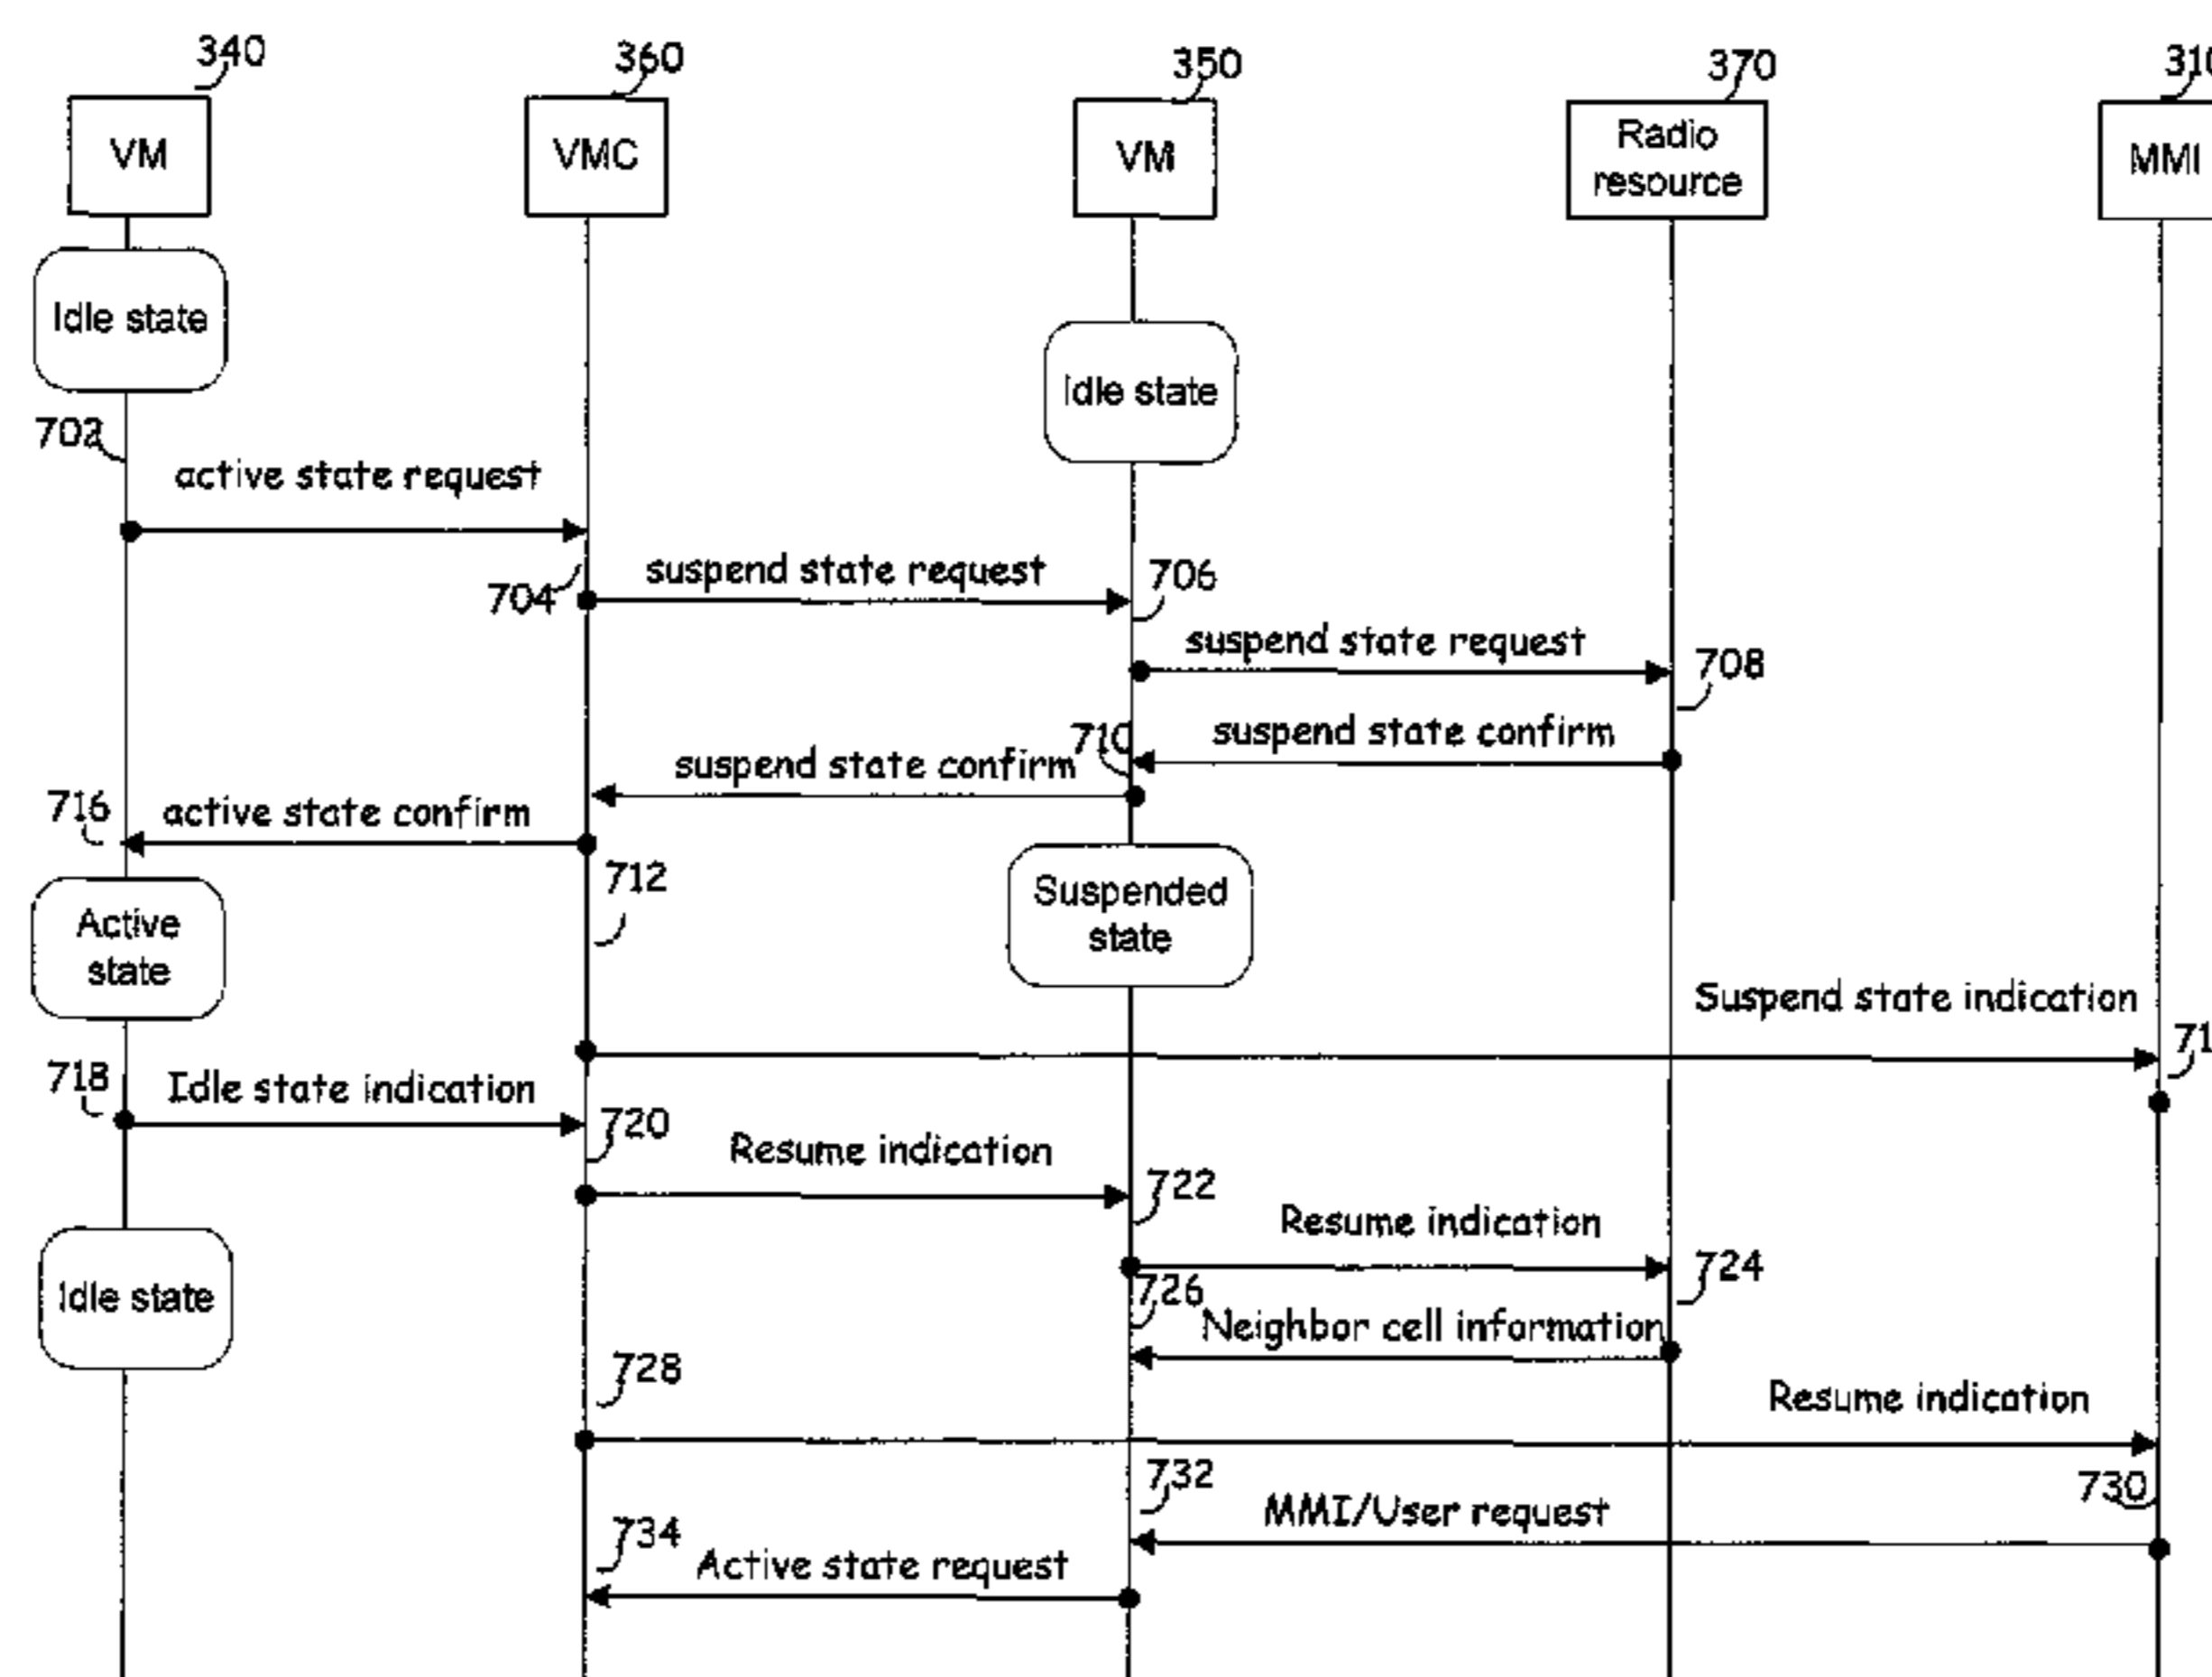 340
360
350
370
310
VM
VMC
VM
Radio
resource
MMI
Idle state
Idle state
702
active state request
704
suspend state request
706
suspend state request
708
710
suspend state confirm
suspend state confirm
716
active state confirm
712
Active
state
Suspended
state
Suspend state indication
71
718
Idle state indication
720
Resume indication
722
Resume indication
724
726
Neighbor cell information
Idle state
728
Resume indication
732
730
MMI/User request
734
Active state request